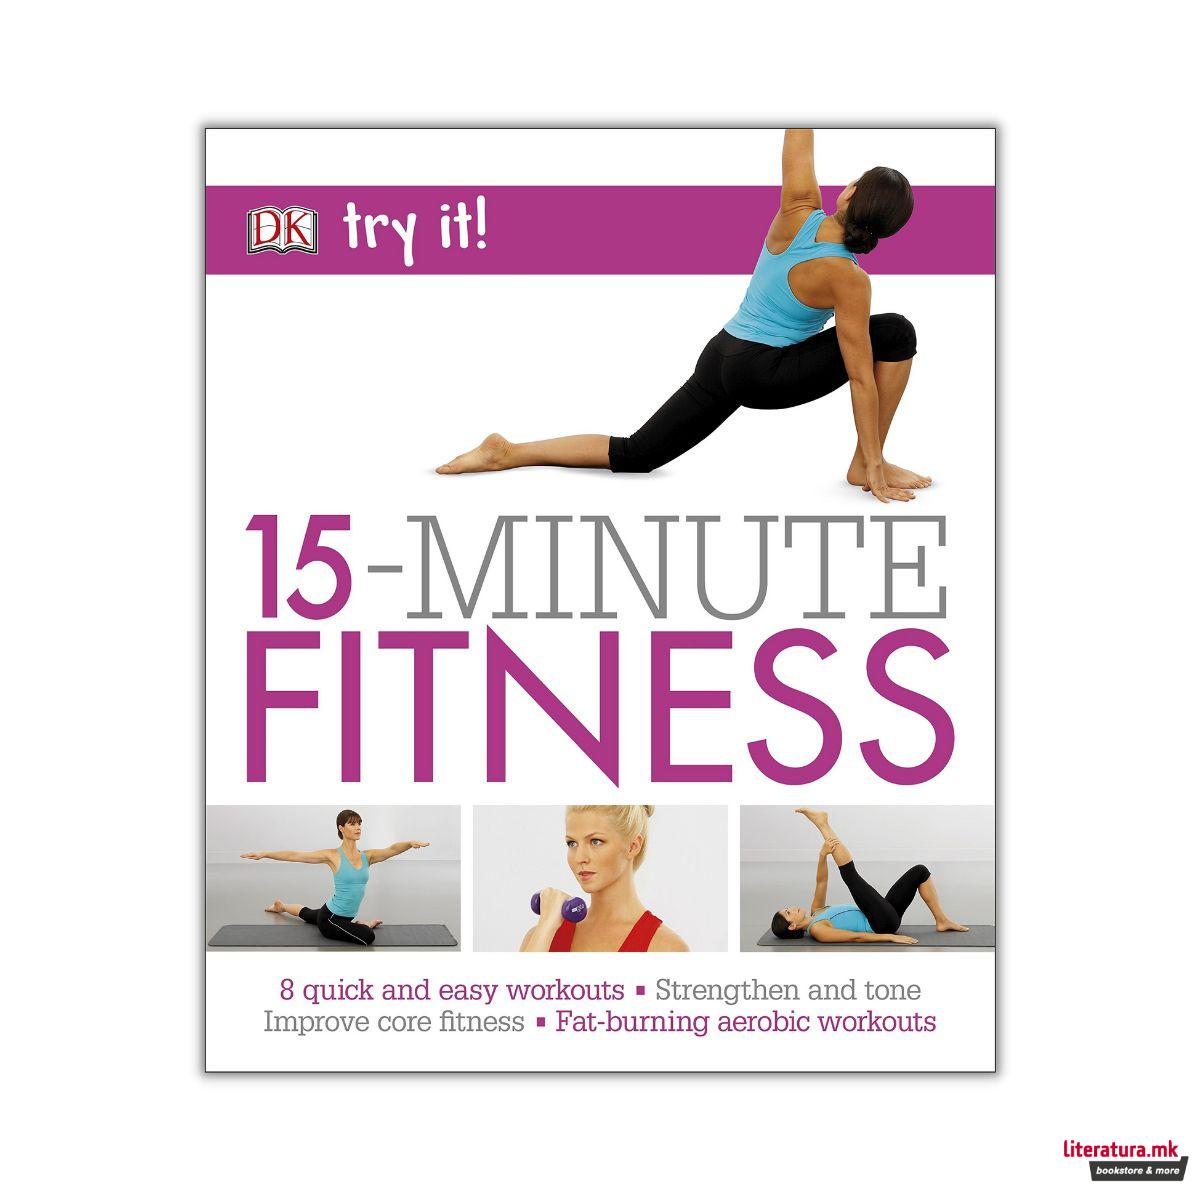 DK try it!
15-MINUTE
FITNESS
8 quick and easy workouts ▪ Strengthen and tone
Improve core fitness ▪ Fat-burning aerobic workouts
literatura.mk
bookstore & more